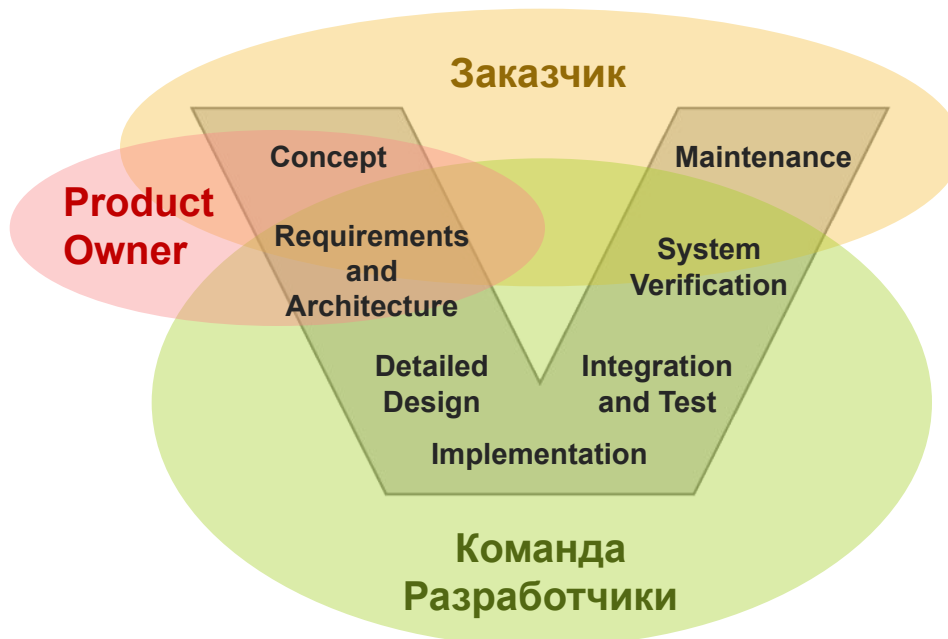 Заказчик
Concept
Maintenance
Product
Owner
Requirements
and
Architecture
System
Verification
Detailed
Design
Integration
and Test
Implementation
Команда
Разработчики